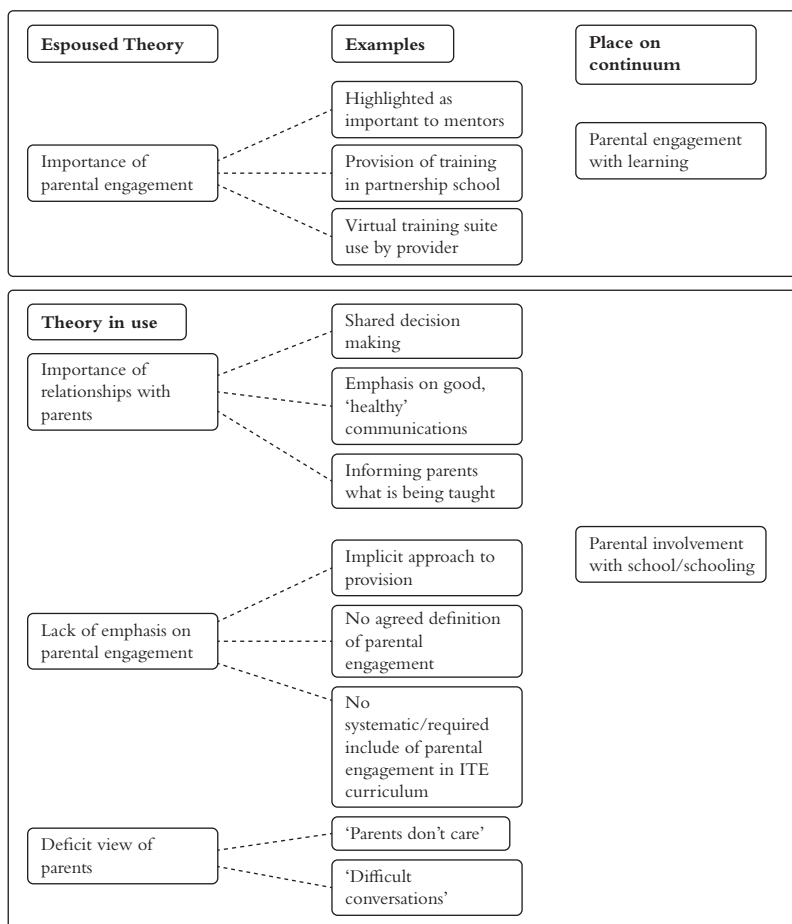 Espoused Theory
Examples
Place on
continuum
Importance of
parental engagement
Highlighted as
important to mentors
Provision of training
in partnership school
Virtual training suite
use by provider
Parental engagement
with learning
Theory in use
Importance of
relationships with
parents
Shared decision
making
Emphasis on good,
‘healthy’
communications
Informing parents
what is being taught
Lack of emphasis on
parental engagement
Implicit approach to
provision
No agreed definition
of parental
engagement
No
systematic/required
include of parental
engagement in ITE
curriculum
Parental involvement
with school/schooling
Deficit view of
parents
‘Parents don’t care’
‘Difficult
conversations’